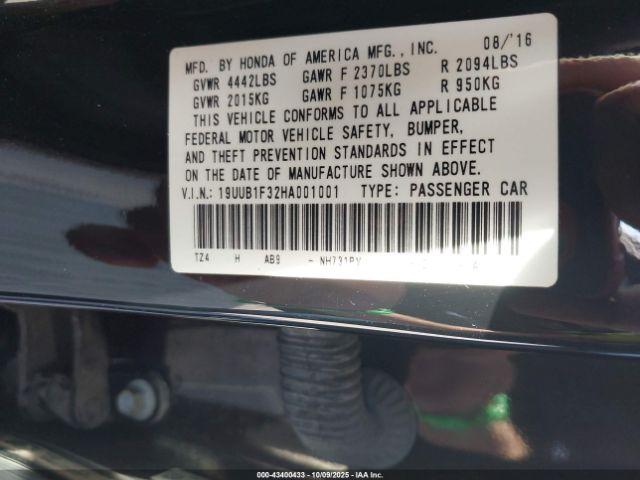 MFD. BY HONDA OF AMERICA MFG., INC. 08/'16
GVWR 4442LBS GAWR F 2370LBS R 2094LBS
GVWR 2015KG GAWR F 1075KG R 950KG
THIS VEHICLE CONFORMS TO ALL APPLICABLE
FEDERAL MOTOR VEHICLE SAFETY, BUMPER,
AND THEFT PREVENTION STANDARDS IN EFFECT
ON THE DATE OF MANUFACTURE SHOWN ABOVE.
V.I.N.: 19UUB1F32HA001001 TYPE: PASSENGER CAR
TZ4 H AB9 - NH731PX
000-43400433 - 10/09/2025 - IAA Inc.